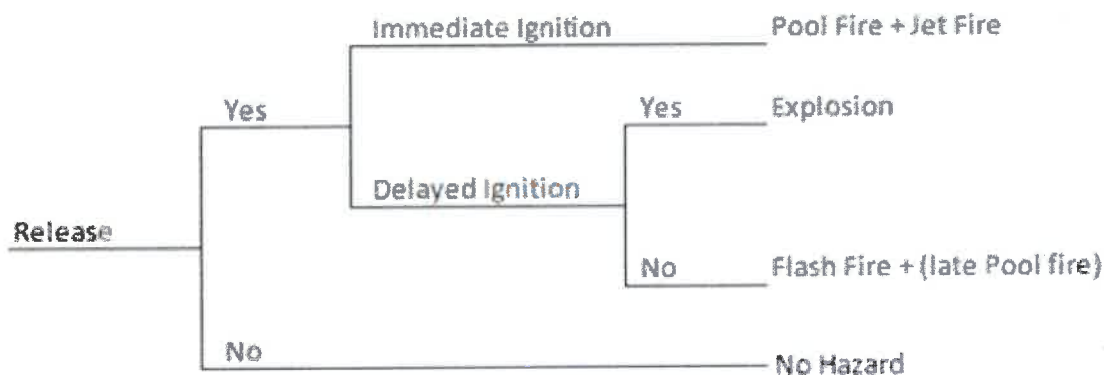 Immediate Ignition Pool Fire + Jet Fire
Yes Yes Explosion
Delayed Ignition
Release
No Flash Fire + (late Pool fire)
No No Hazard